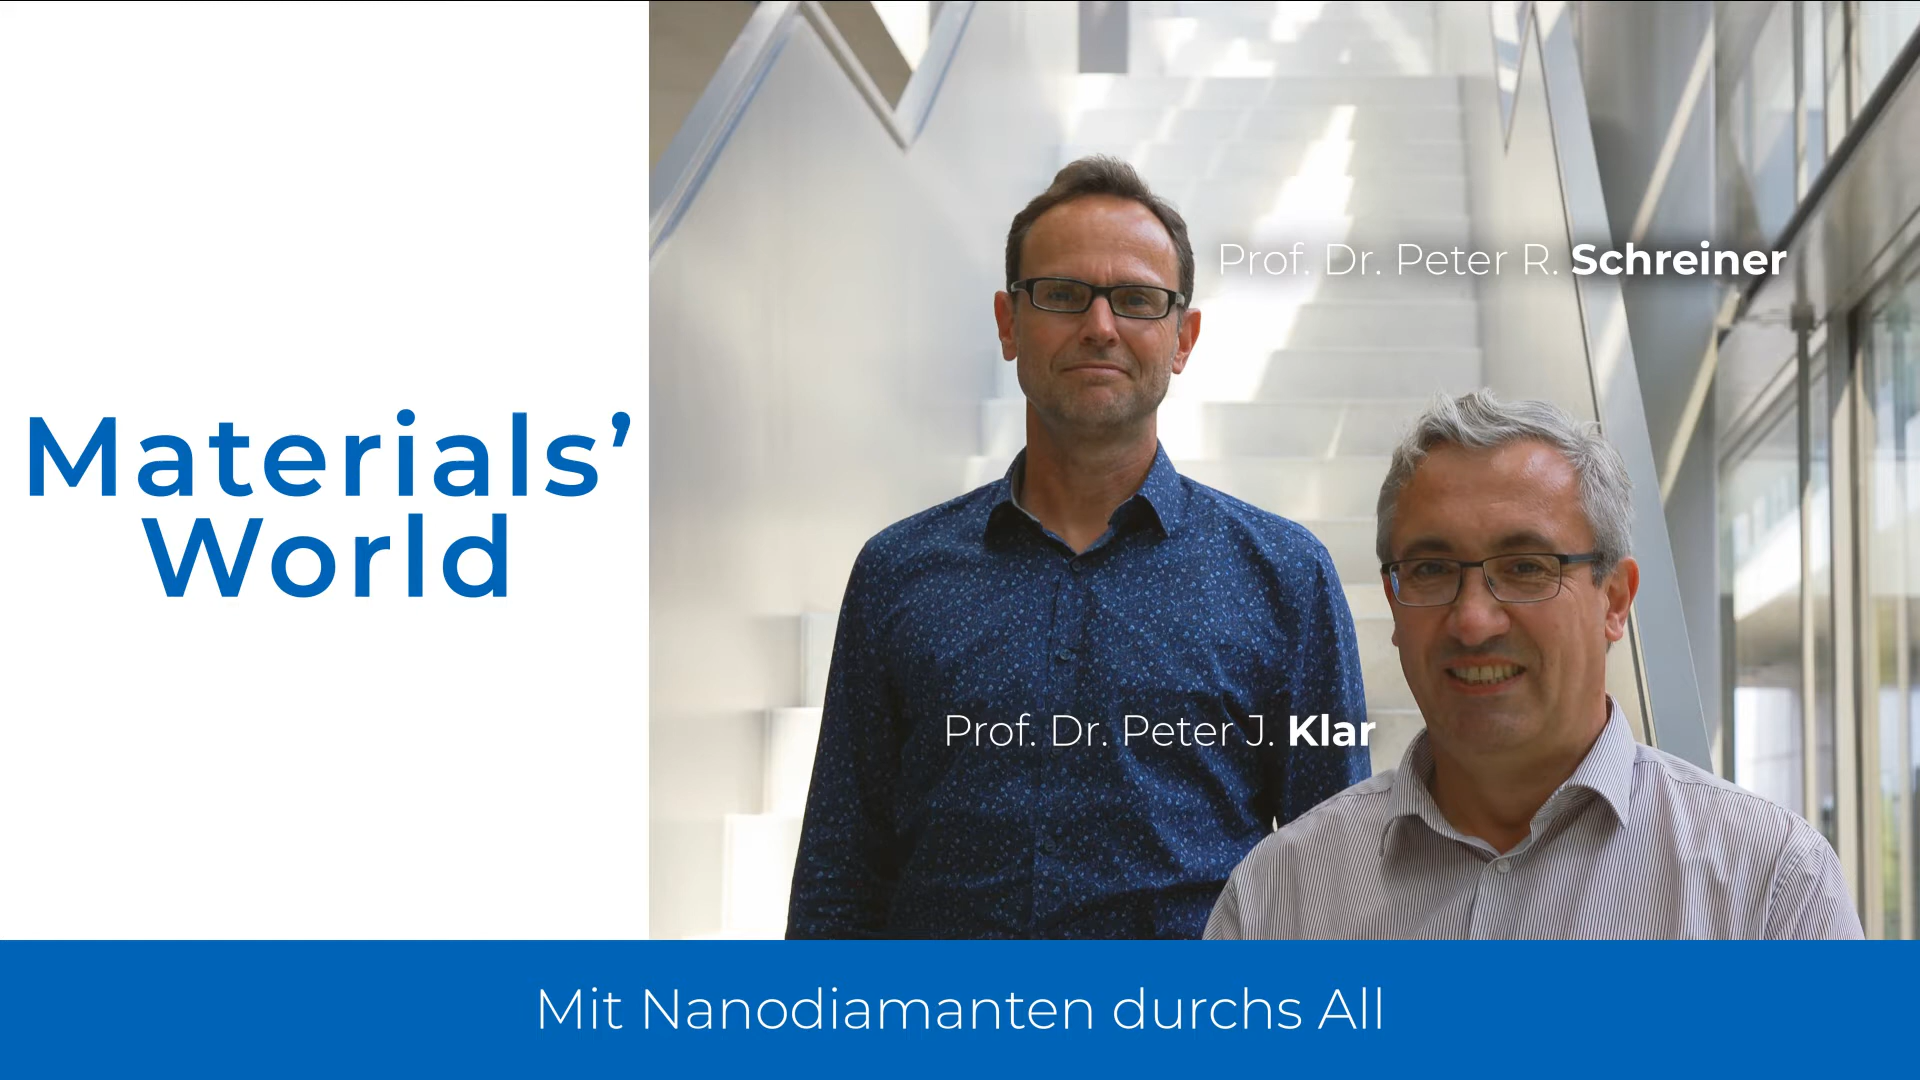 Materials’
World
Prof. Dr. Peter R. Schreiner
Prof. Dr. Peter J. Klar
Mit Nanodiamanten durchs All